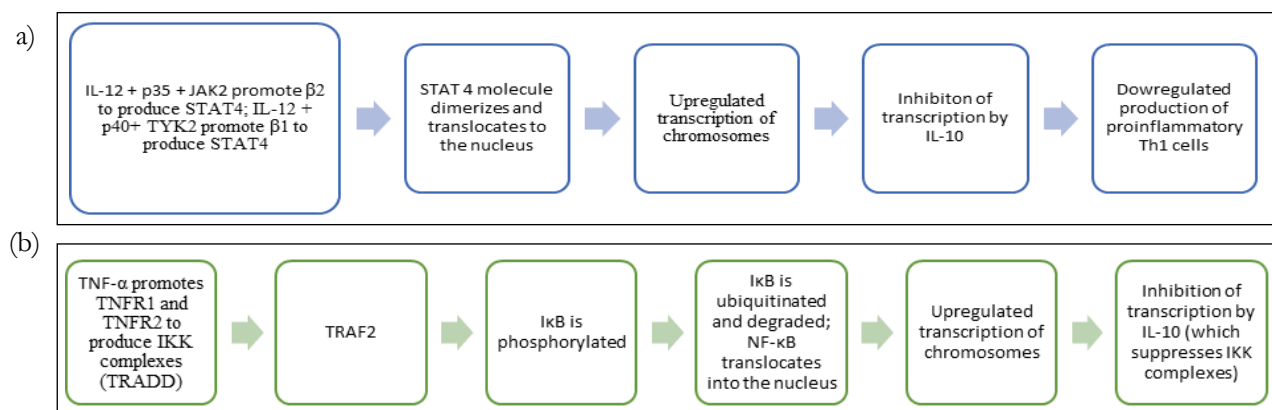 a)
IL-12 + p35 + JAK2 promote β2
to produce STAT4; IL-12 +
p40+ TYK2 promote β1 to
produce STAT4
STAT 4 molecule
dimerizes and
translocates to
the nucleus
Upregulated
transcription of
chromosomes
Inhibiton of
transcription by
IL-10
Dowregulated
production of
proinflammatory
Th1 cells
(b)
TNF-α promotes
TNFR1 and
TNFR2 to
produce IKK
complexes
(TRADD)
TRAF2
IκB is
phosphorylated
IκB is
ubiquitinated
and degraded;
NF-κB
translocates
into the nucleus
Upregulated
transcription of
chromosomes
Inhibition of
transcription by
IL-10 (which
suppresses IKK
complexes)